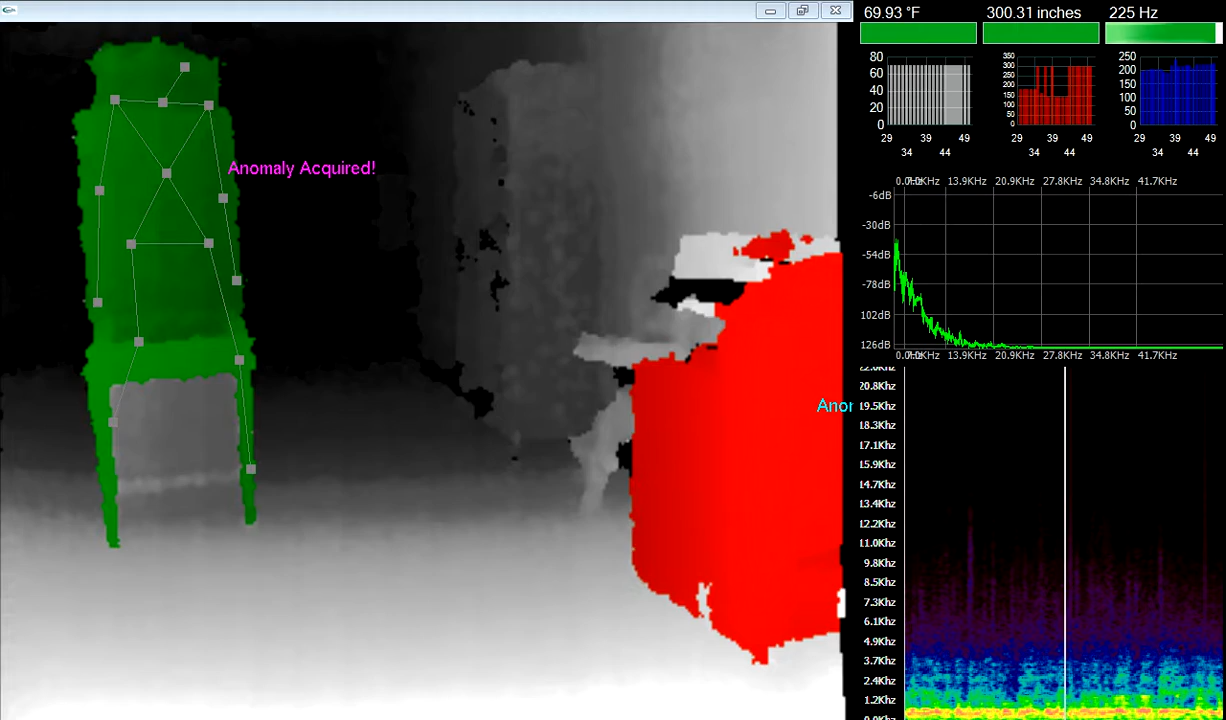 69.93 °F
300.31 inches
225 Hz
80
60
40
20
0
29
39
49
34
44
350
300
250
200
150
100
50
0
29
39
49
34
44
250
200
150
100
50
0
29
39
49
34
44
Anomaly Acquired!
Anor
13.9KHz 20.9KHz 27.8KHz 34.8KHz 41.7KHz
-6dB
-30dB
-54dB
-78dB
102dB
126dB
13.9KHz 20.9KHz 27.8KHz 34.8KHz 41.7KHz
20.8Khz
19.5Khz
18.3Khz
17.1Khz
15.9Khz
14.7Khz
13.4Khz
12.2Khz
11.0Khz
9.8Khz
8.5Khz
7.3Khz
6.1Khz
4.9Khz
3.7Khz
2.4Khz
1.2Khz